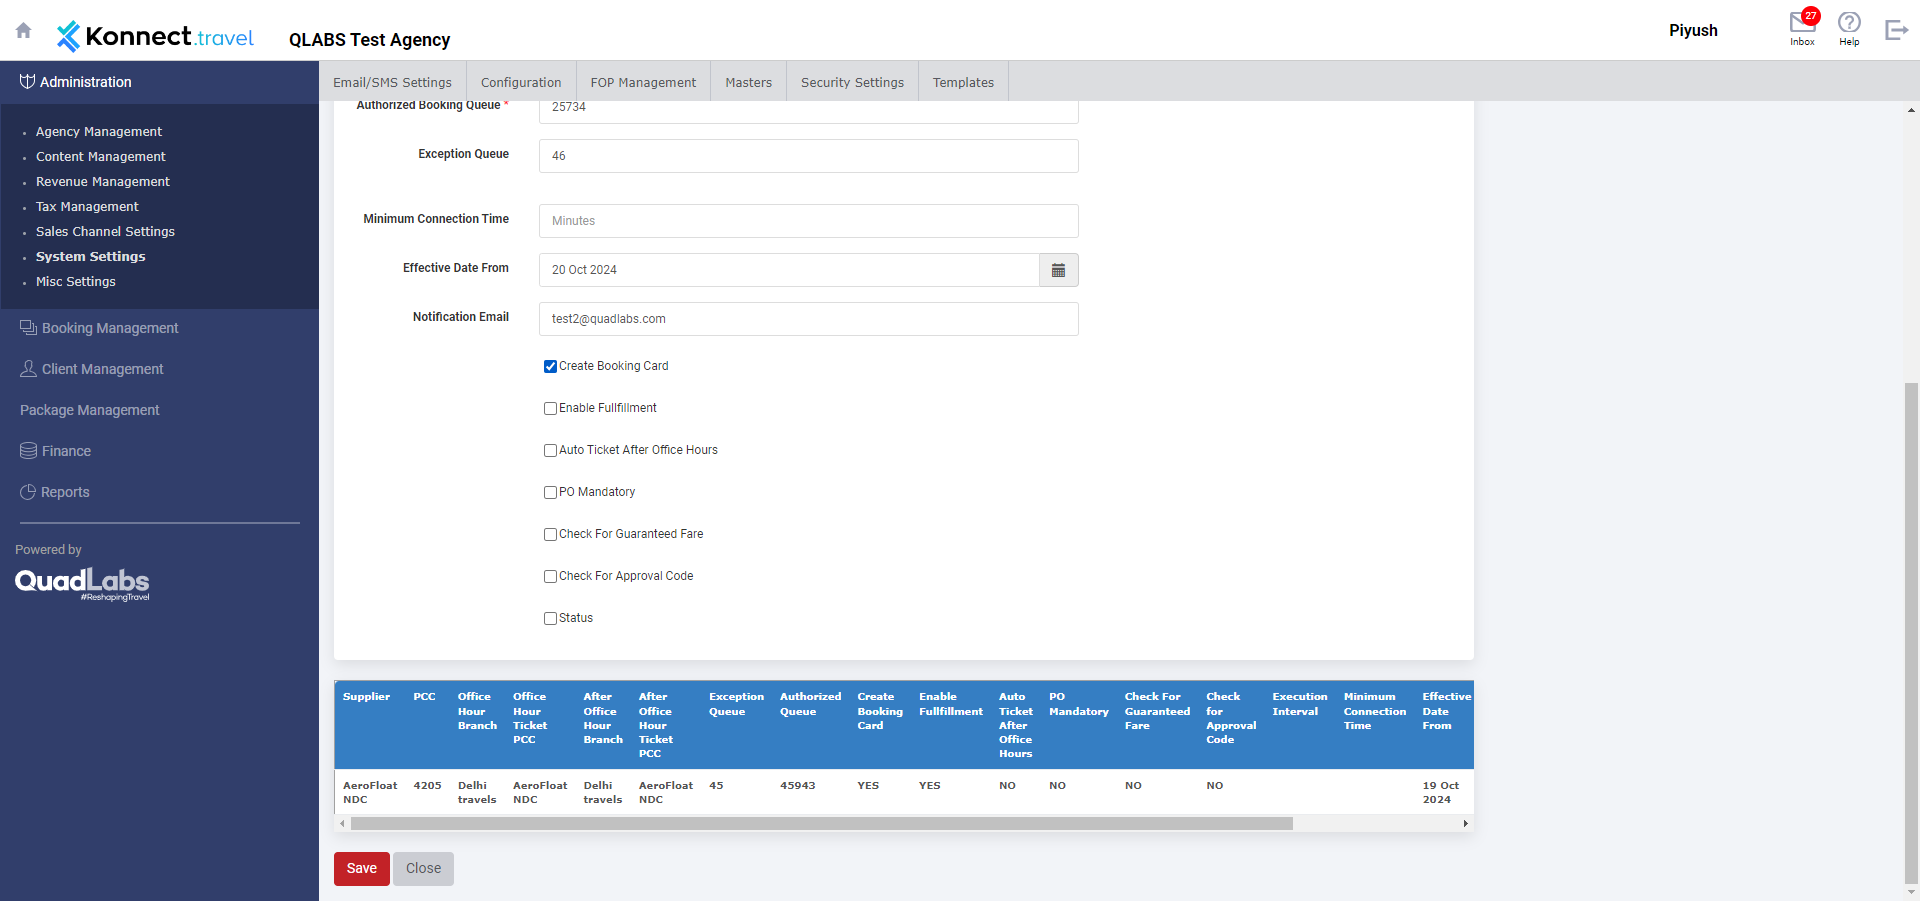 Konnect.travel
QLABS Test Agency
Piyush
27
Inbox
Help
Administration
Email/SMS Settings
Configuration
FOP Management
Masters
Security Settings
Templates
Agency Management
Content Management
Revenue Management
Tax Management
Sales Channel Settings
System Settings
Misc Settings
Booking Management
Client Management
Package Management
Finance
Reports
Powered by
QuadLabs
#ReshapingTravel
Authorized Booking Queue *
25734
Exception Queue
46
Minimum Connection Time
Minutes
Effective Date From
20 Oct 2024
Notification Email
test2@quadlabs.com
Create Booking Card
Enable Fullfillment
Auto Ticket After Office Hours
PO Mandatory
Check For Guaranteed Fare
Check For Approval Code
Status
Supplier
PCC
Office
Hour
Branch
Office
Hour
Ticket
PCC
After
Office
Hour
Branch
After
Office
Hour
Ticket
PCC
Exception
Queue
Authorized
Queue
Create
Booking
Card
Enable
Fullfillment
Auto
Ticket
After
Office
Hours
PO
Mandatory
Check For
Guaranteed
Fare
Check
for
Approval
Code
Execution
Interval
Minimum
Connection
Time
Effective
Date
From
AeroFloat
NDC
4205
Delhi
travels
AeroFloat
NDC
Delhi
travels
AeroFloat
NDC
45
45943
YES
YES
NO
NO
NO
NO
19 Oct
2024
Save
Close